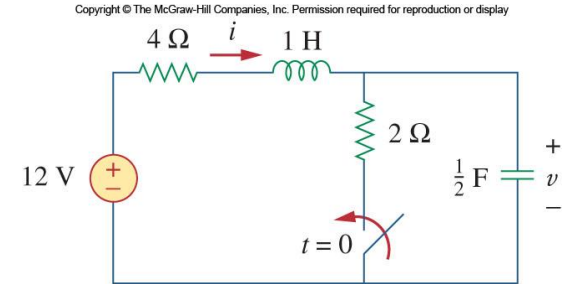 Copyright © The McGraw-Hill Companies, Inc. Permission required for reproduction or display
4 Ω i 1 H
2 Ω
12 V + − 1/2 F + v −
t = 0